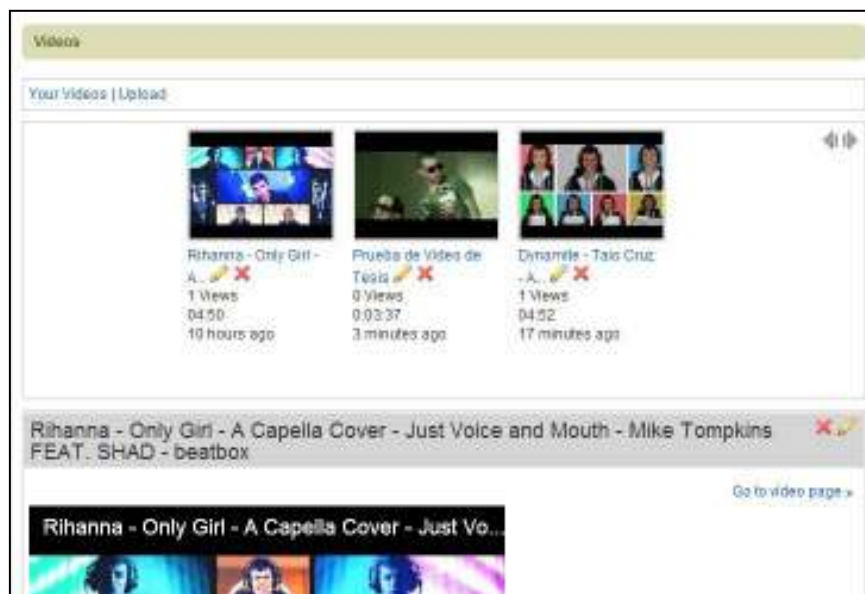 Videos
Your Videos | Upload
Rihanna - Only Girl -
A...
1 Views
04:50
10 hours ago
Prueba de Video de
Tesis
0 Views
0:03:37
3 minutes ago
Dynamite - Taio Cruz
- A...
1 Views
04:52
17 minutes ago
Rihanna - Only Girl - A Capella Cover - Just Voice and Mouth - Mike Tompkins
FEAT. SHAD - beatbox
Go to video page »
Rihanna - Only Girl - A Capella Cover - Just Vo...